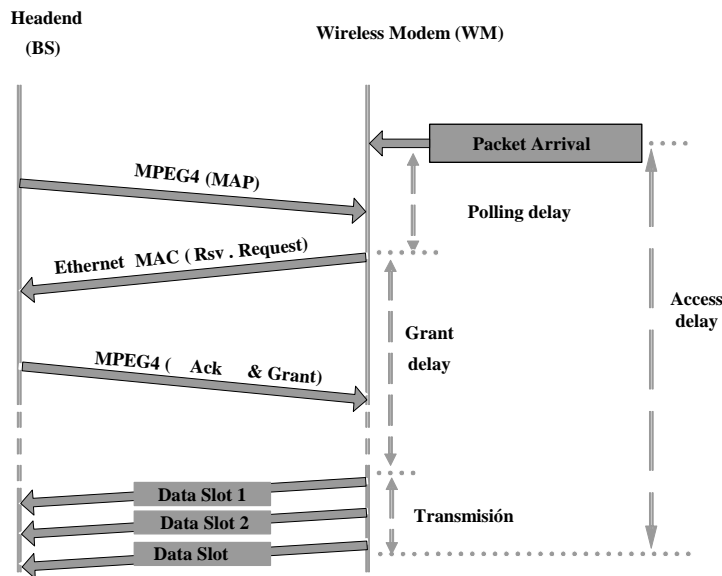 Headend
(BS)
Wireless Modem (WM)
Packet Arrival
MPEG4 (MAP)
Polling delay
Ethernet MAC ( Rsv . Request)
Access
delay
Grant
delay
MPEG4 ( Ack & Grant)
Data Slot 1
Data Slot 2
Transmisión
Data Slot